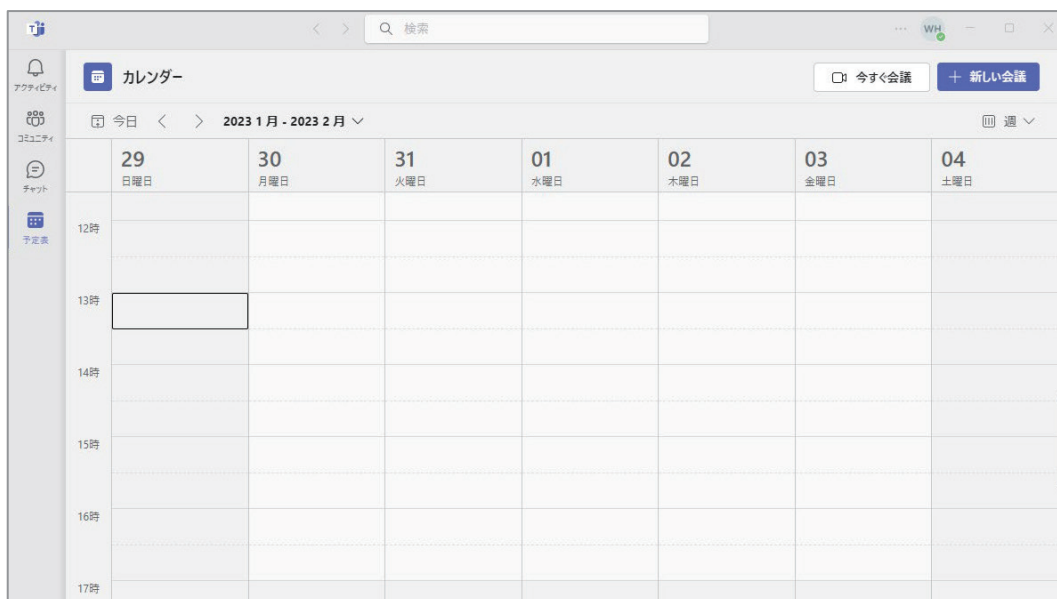 検索
WH
アクティビティ
コミュニティ
チャット
予定表
カレンダー
今すぐ会議
新しい会議
今日
2023 1 月 - 2023 2 月
週
29
日曜日
30
月曜日
31
火曜日
01
水曜日
02
木曜日
03
金曜日
04
土曜日
12時
13時
14時
15時
16時
17時